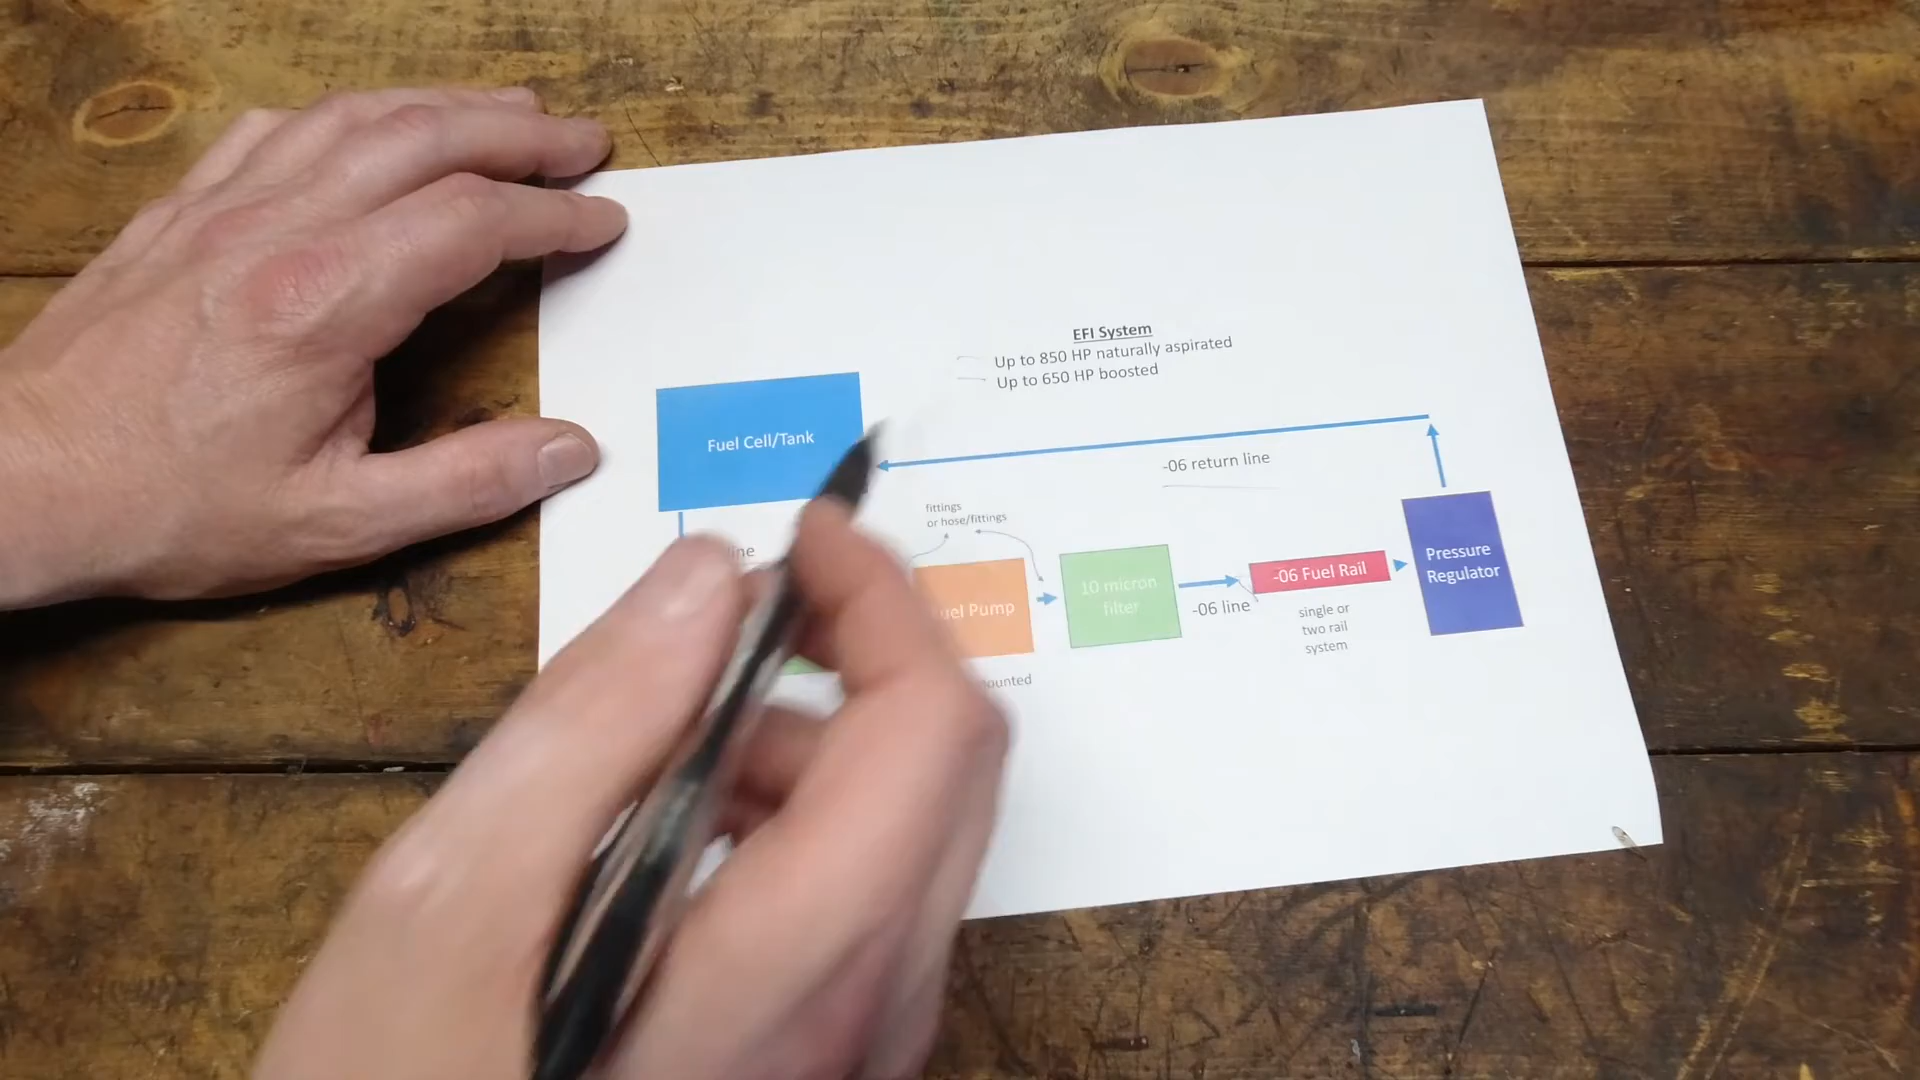 EFI System
Up to 850 HP naturally aspirated
Up to 650 HP boosted
Fuel Cell/Tank
-06 return line
fittings
or hose/fittings
line
Pump
10 micron
filter
-06 line
-06 Fuel Rail
single or
two rail
system
Pressure
Regulator